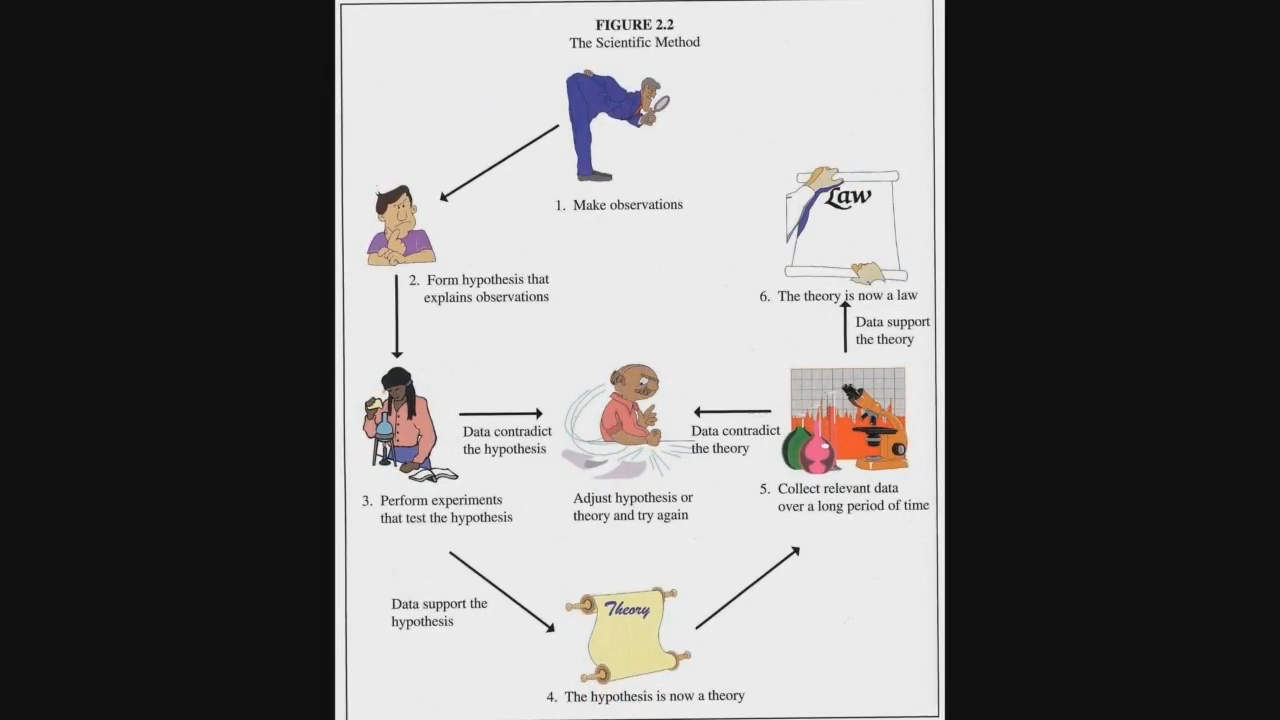 FIGURE 2.2
The Scientific Method
1. Make observations
Law
2. Form hypothesis that
explains observations
6. The theory is now a law
Data support
the theory
Data contradict
the hypothesis
Data contradict
the theory
3. Perform experiments
that test the hypothesis
Adjust hypothesis or
theory and try again
5. Collect relevant data
over a long period of time
Data support the
hypothesis
Theory
4. The hypothesis is now a theory